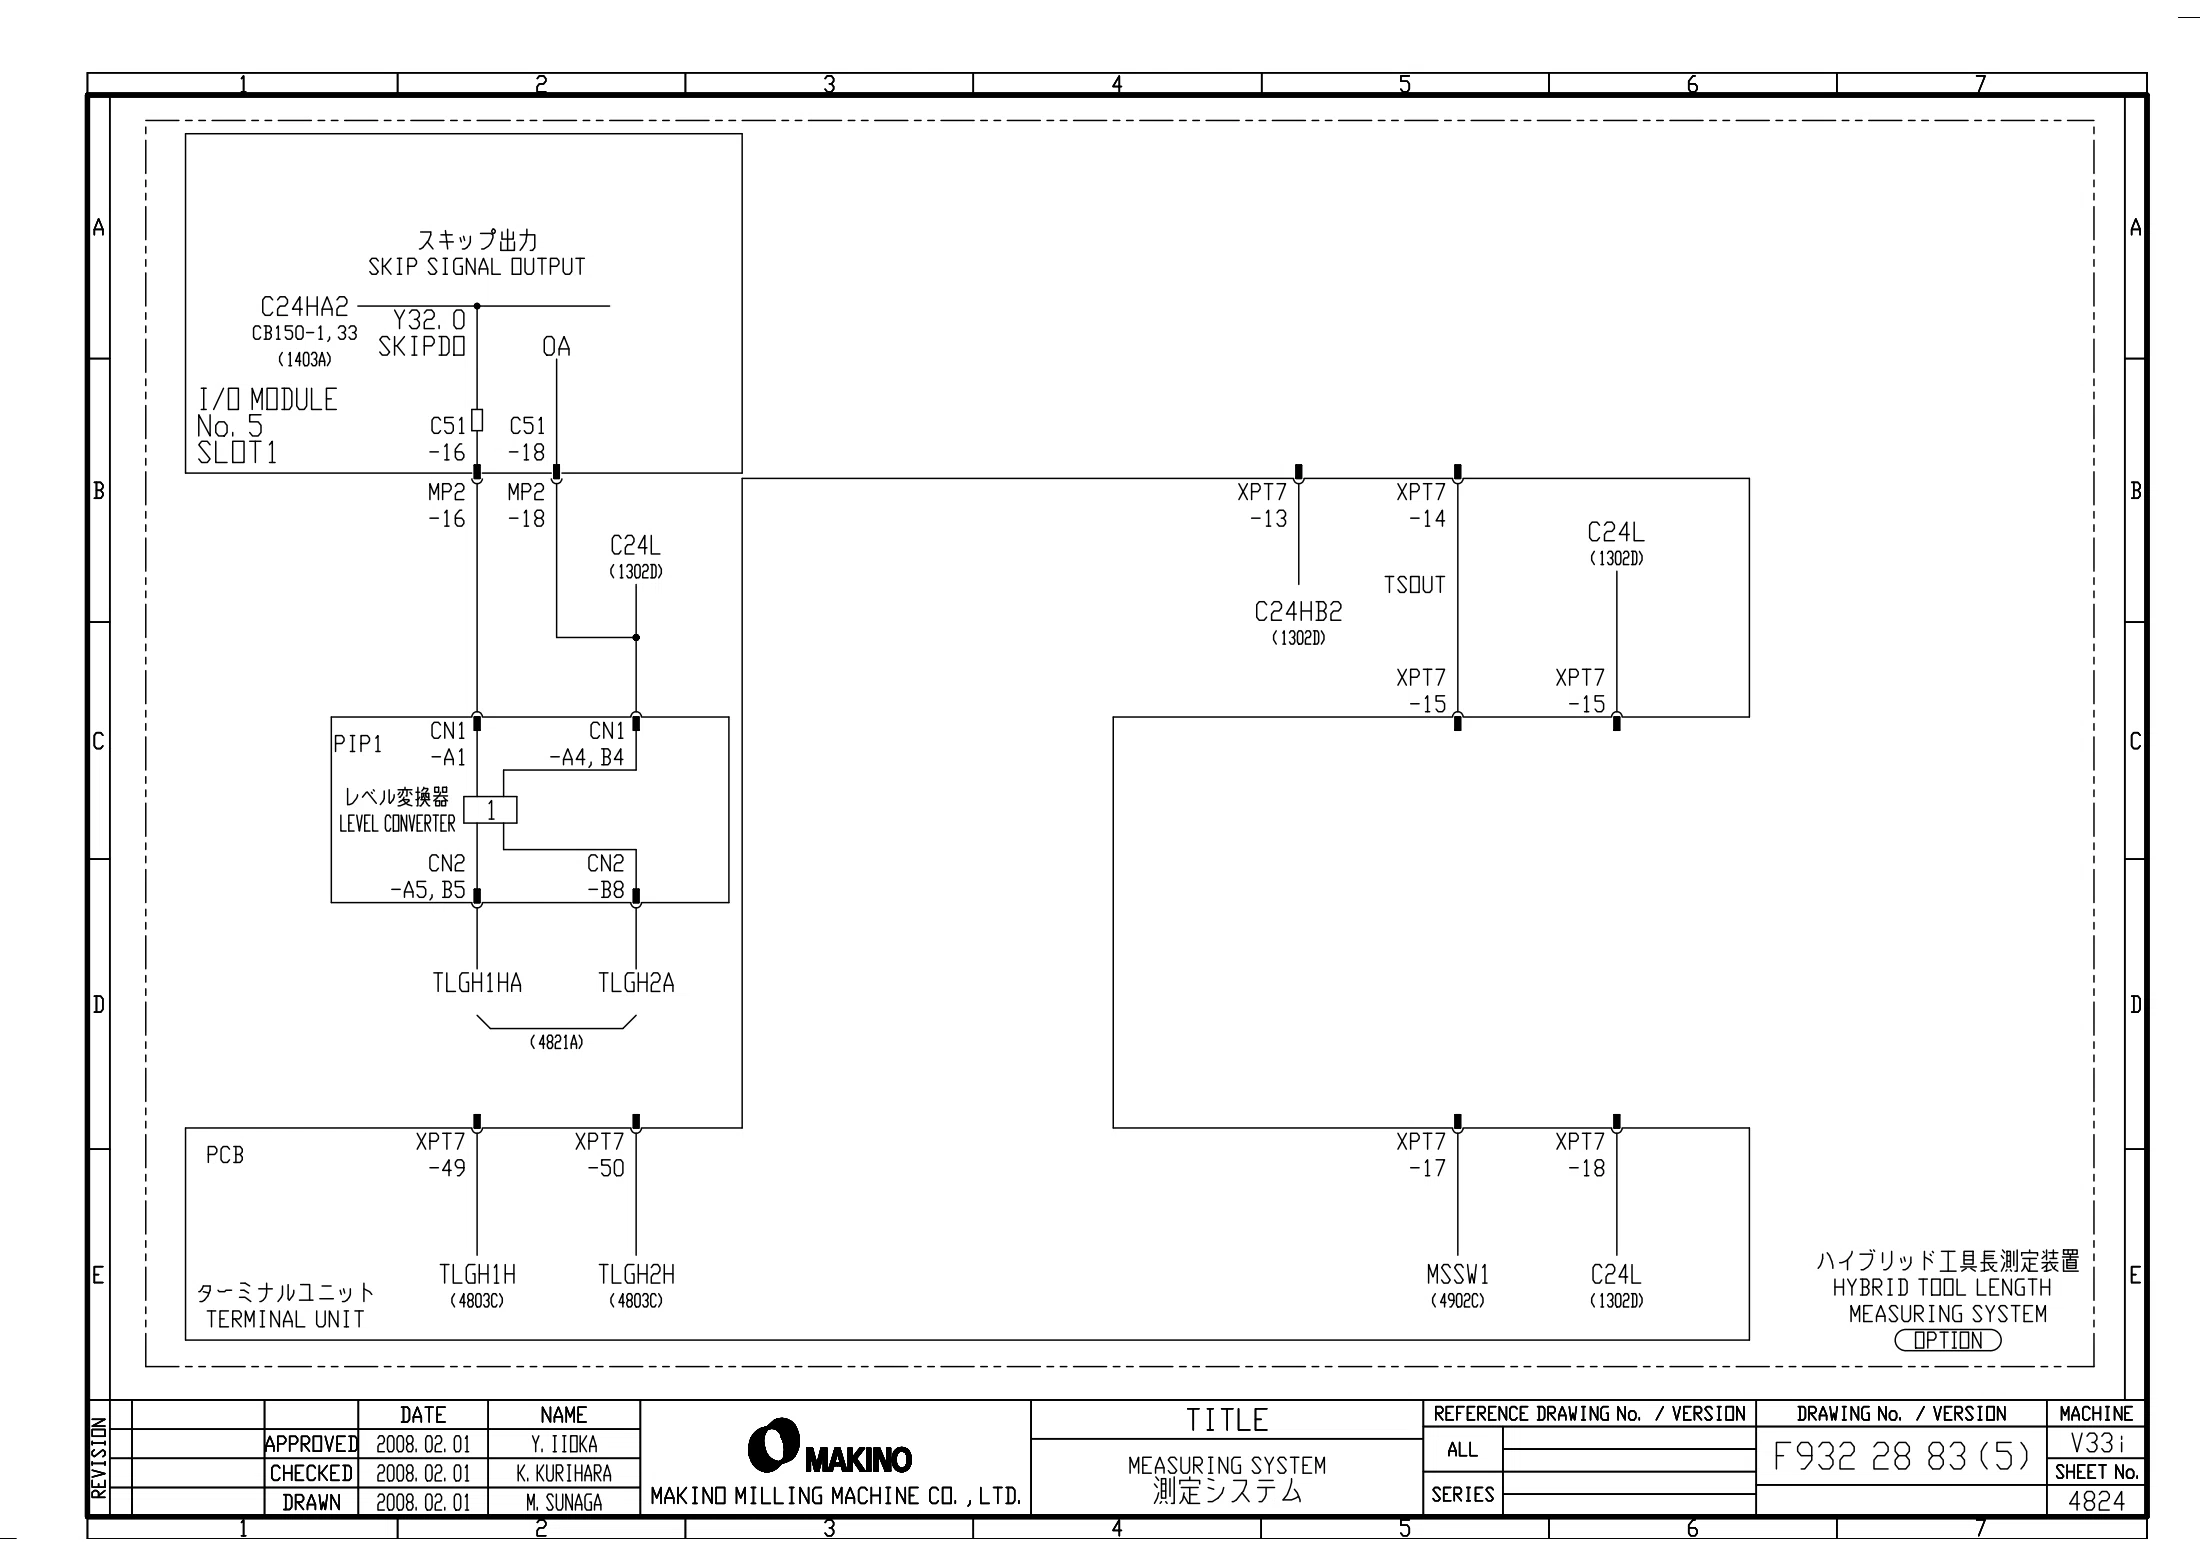 1 2 3 4 5 6 7
A
B
C
D
E
スキップ出力
SKIP SIGNAL OUTPUT
C24HA2
CB150-1,33
(1403A)
Y32.0
SKIPDO
0A
I/O MODULE
No. 5
SLOT1
C51
-16
C51
-18
MP2
-16
MP2
-18
C24L
(1302D)
PIP1
CN1
-A1
CN1
-A4, B4
レベル変換器
LEVEL CONVERTER
1
CN2
-A5, B5
CN2
-B8
TLGH1HA
TLGH2A
(4821A)
PCB
XPT7
-49
XPT7
-50
TLGH1H
(4803C)
TLGH2H
(4803C)
ターミナルユニット
TERMINAL UNIT
XPT7
-13
XPT7
-14
C24HB2
(1302D)
TSOUT
C24L
(1302D)
XPT7
-15
XPT7
-15
XPT7
-17
XPT7
-18
MSSW1
(4902C)
C24L
(1302D)
ハイブリッド工具長測定装置
HYBRID TOOL LENGTH
MEASURING SYSTEM
OPTION
A
B
C
D
E
REVISION
DATE NAME
APPROVED 2008.02.01 Y. IIOKA
CHECKED 2008.02.01 K. KURIHARA
DRAWN 2008.02.01 M. SUNAGA
MAKINO
MAKINO MILLING MACHINE CO., LTD.
TITLE
MEASURING SYSTEM
測定システム
REFERENCE DRAWING No. / VERSION
ALL
SERIES
DRAWING No. / VERSION
F932 28 83(5)
MACHINE
V33i
SHEET No.
4824
1 2 3 4 5 6 7